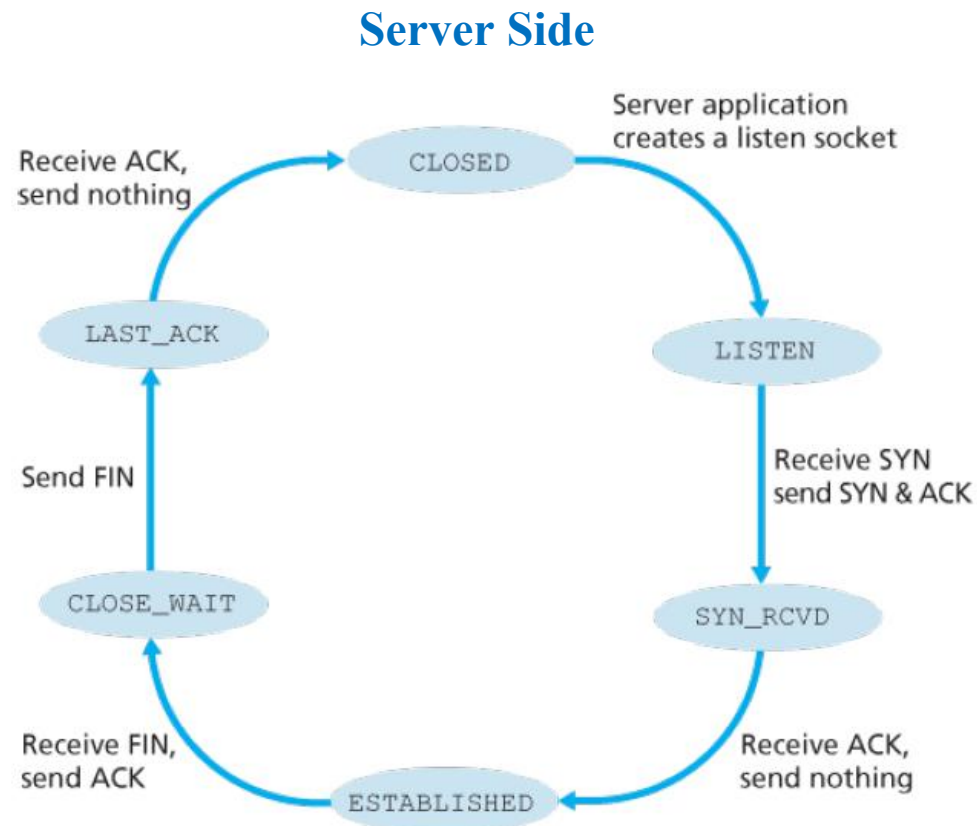 Server Side
Server application
creates a listen socket
CLOSED
Receive ACK,
send nothing
LAST_ACK
LISTEN
Send FIN
Receive SYN
send SYN & ACK
CLOSE_WAIT
SYN_RCVD
Receive FIN,
send ACK
Receive ACK,
send nothing
ESTABLISHED